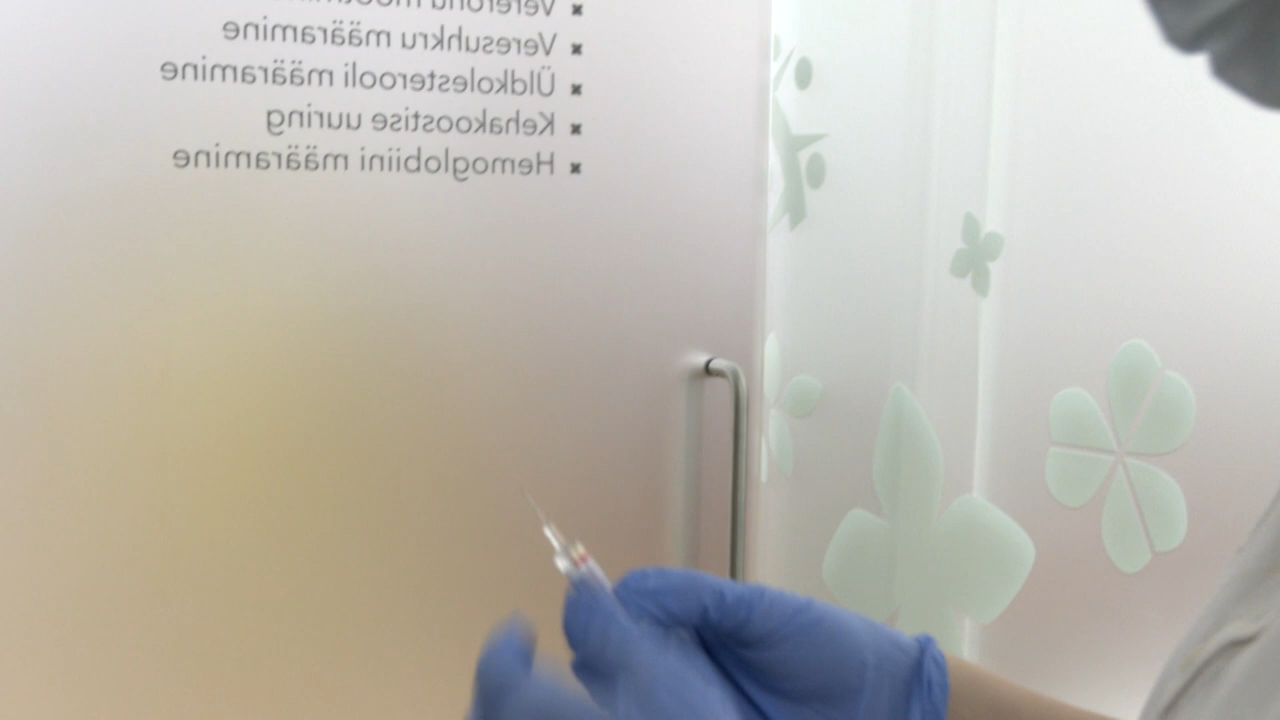 Veresuhkru määramine
Üldkolesterooli määramine
Kehakoostise uuring
Hemoglobiini määramine